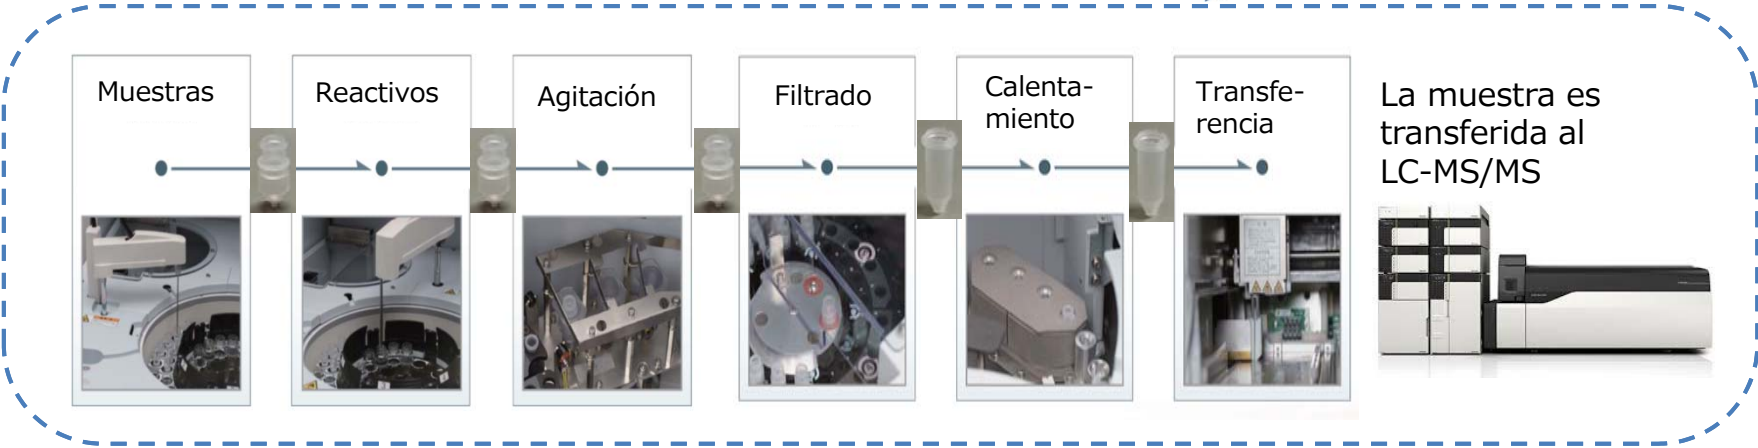 Muestras
Reactivos
Agitación
Filtrado
Calenta-
miento
Transfe-
rencia
La muestra es
transferida al
LC-MS/MS